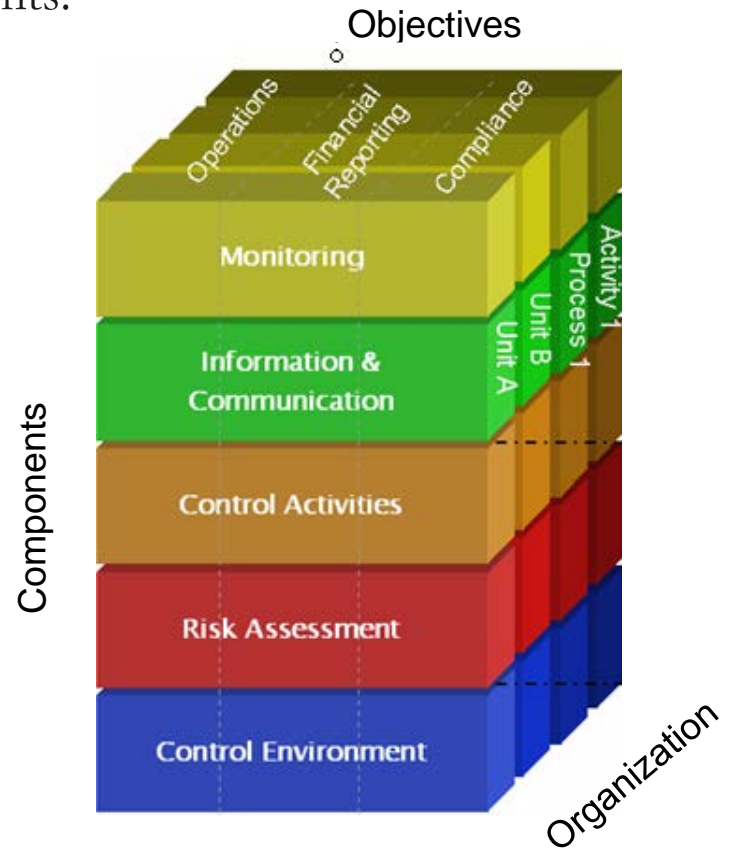 nts.
Objectives
Operations
Financial
Reporting
Compliance
Monitoring
Information &
Communication
Control Activities
Risk Assessment
Control Environment
Unit A
Unit B
Process 1
Activity 1
Components
Organization